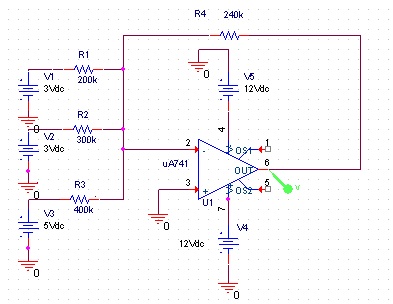 R4
240k
R1
200k
V1
3Vdc
0
V5
12Vdc
0
R2
300k
V2
3Vdc
0
4
OS1
1
2
-
uA741
OUT
6
V
3
+
OS2
5
U1
7
R3
400k
0
V3
5Vdc
0
V4
12Vdc
0